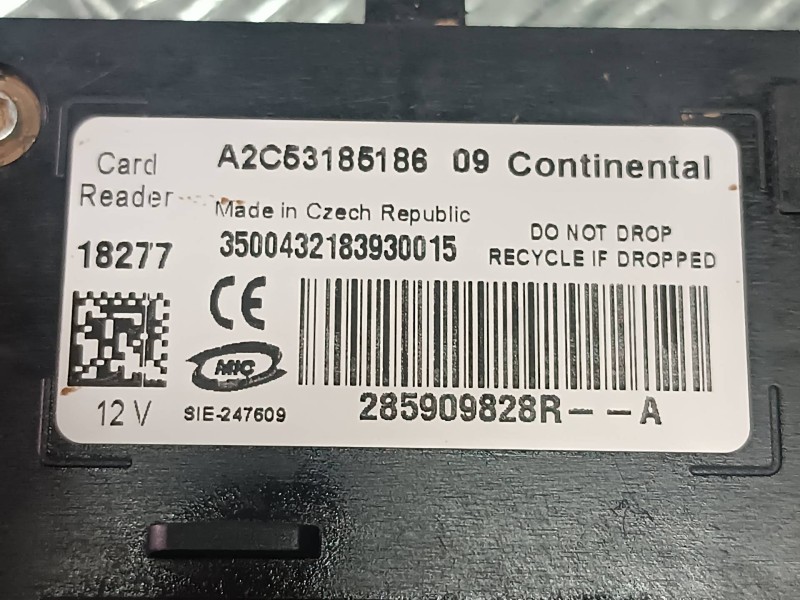 Card Reader
A2C53185186 09 Continental
Made in Czech Republic
18277
3500432183930015
DO NOT DROP
RECYCLE IF DROPPED
CE
MIC
12 V
SIE-247609
285909828R--A